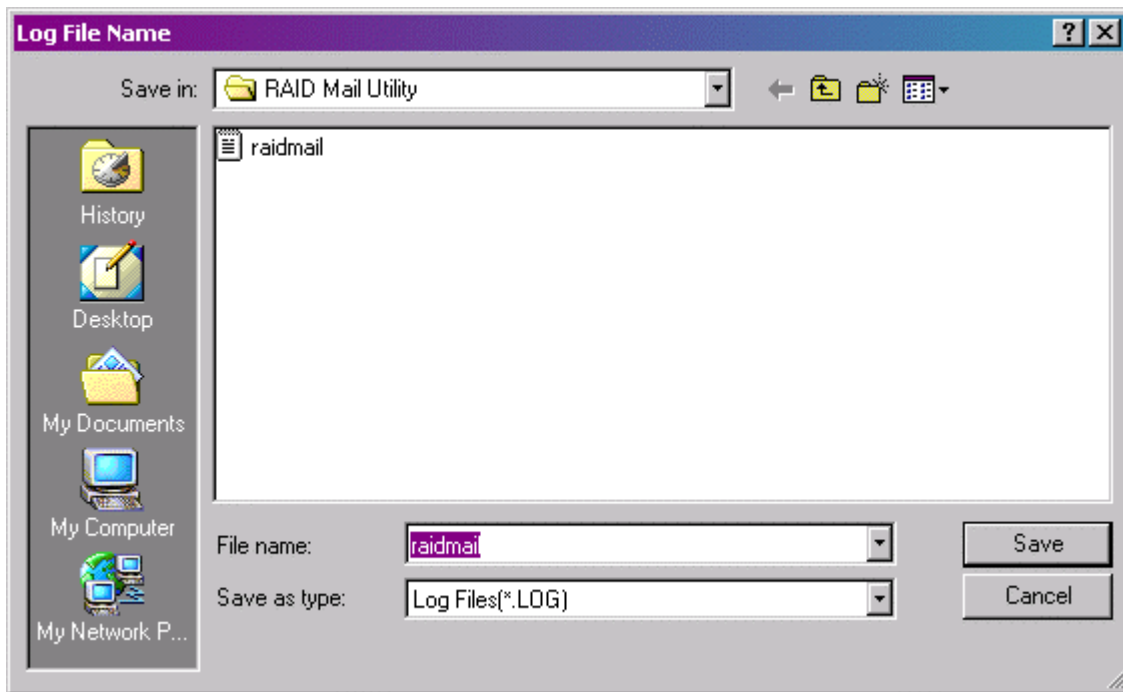 Log File Name
Save in: RAID Mail Utility
raidmail
History
Desktop
My Documents
My Computer
My Network P...
File name: raidmail Save
Save as type: Log Files(*.LOG) Cancel